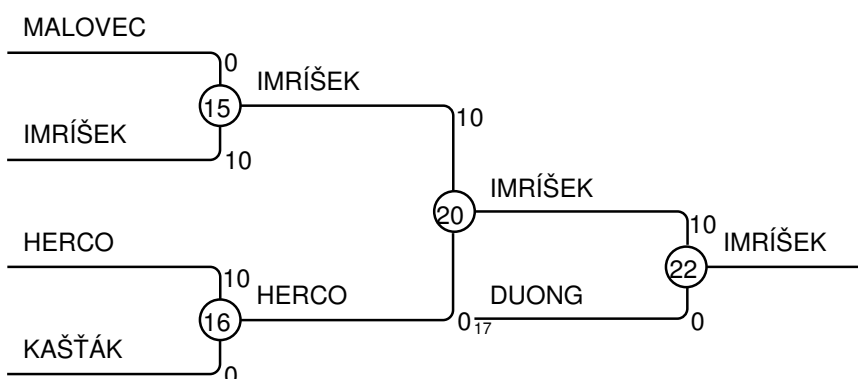 MALOVEC
0
IMRÍŠEK
15
IMRÍŠEK
10
10
IMRÍŠEK
20
10
IMRÍŠEK
22
HERCO
10
HERCO
16
DUONG
0 17
0
KAŠŤÁK
0